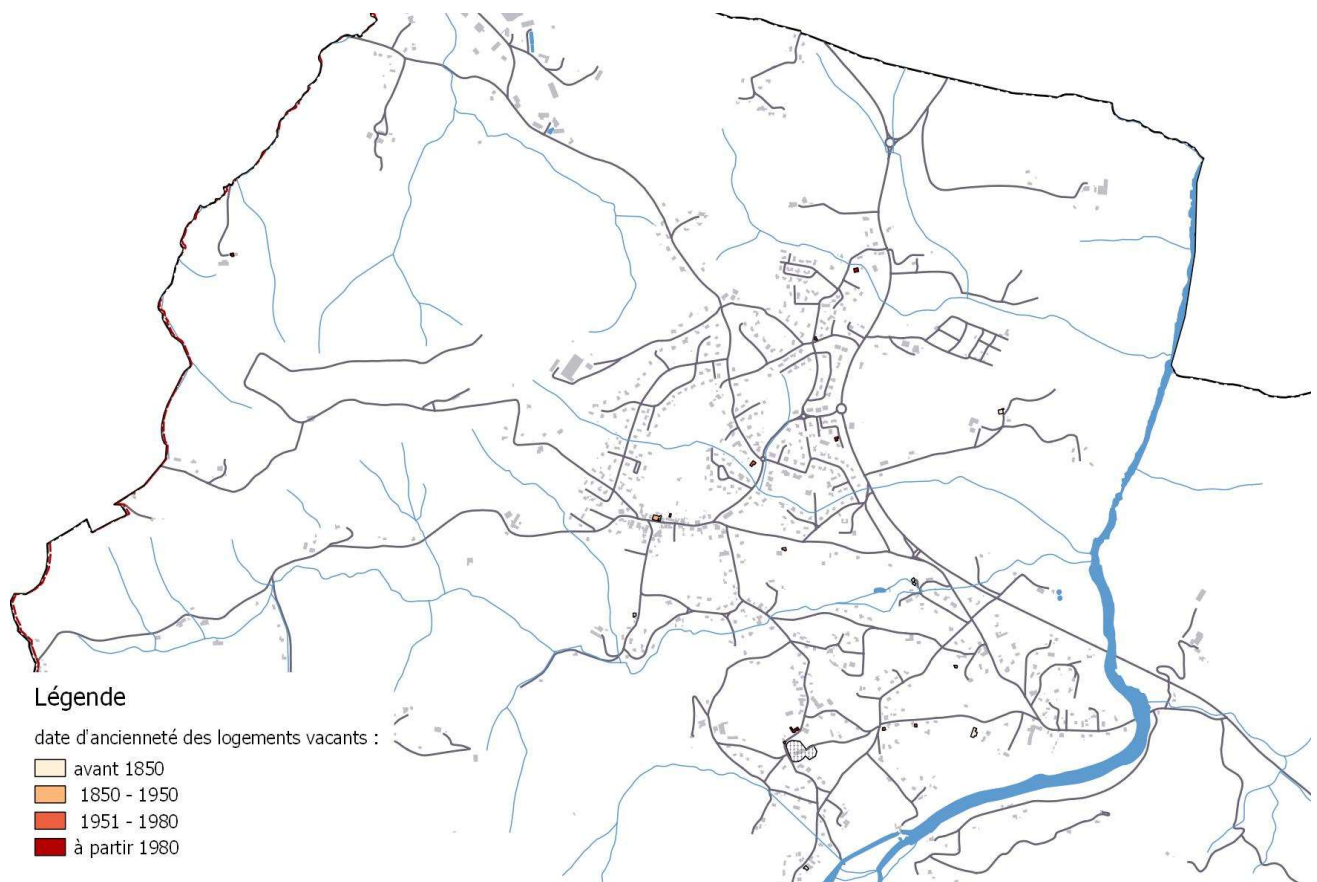 Légende
date d'ancienneté des logements vacants :
avant 1850
1850 - 1950
1951 - 1980
à partir 1980